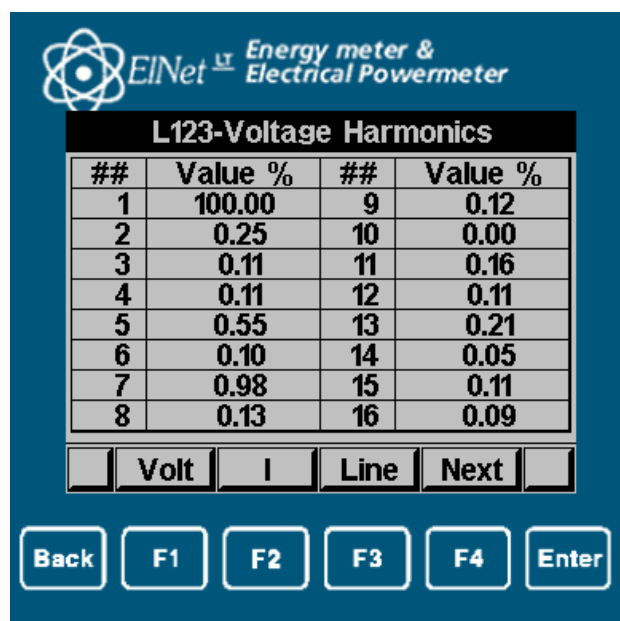 ElNet LT Energy meter &
Electrical Powermeter
L123-Voltage Harmonics
## Value % ## Value %
1 100.00 9 0.12
2 0.25 10 0.00
3 0.11 11 0.16
4 0.11 12 0.11
5 0.55 13 0.21
6 0.10 14 0.05
7 0.98 15 0.11
8 0.13 16 0.09
Volt I Line Next
Back F1 F2 F3 F4 Enter